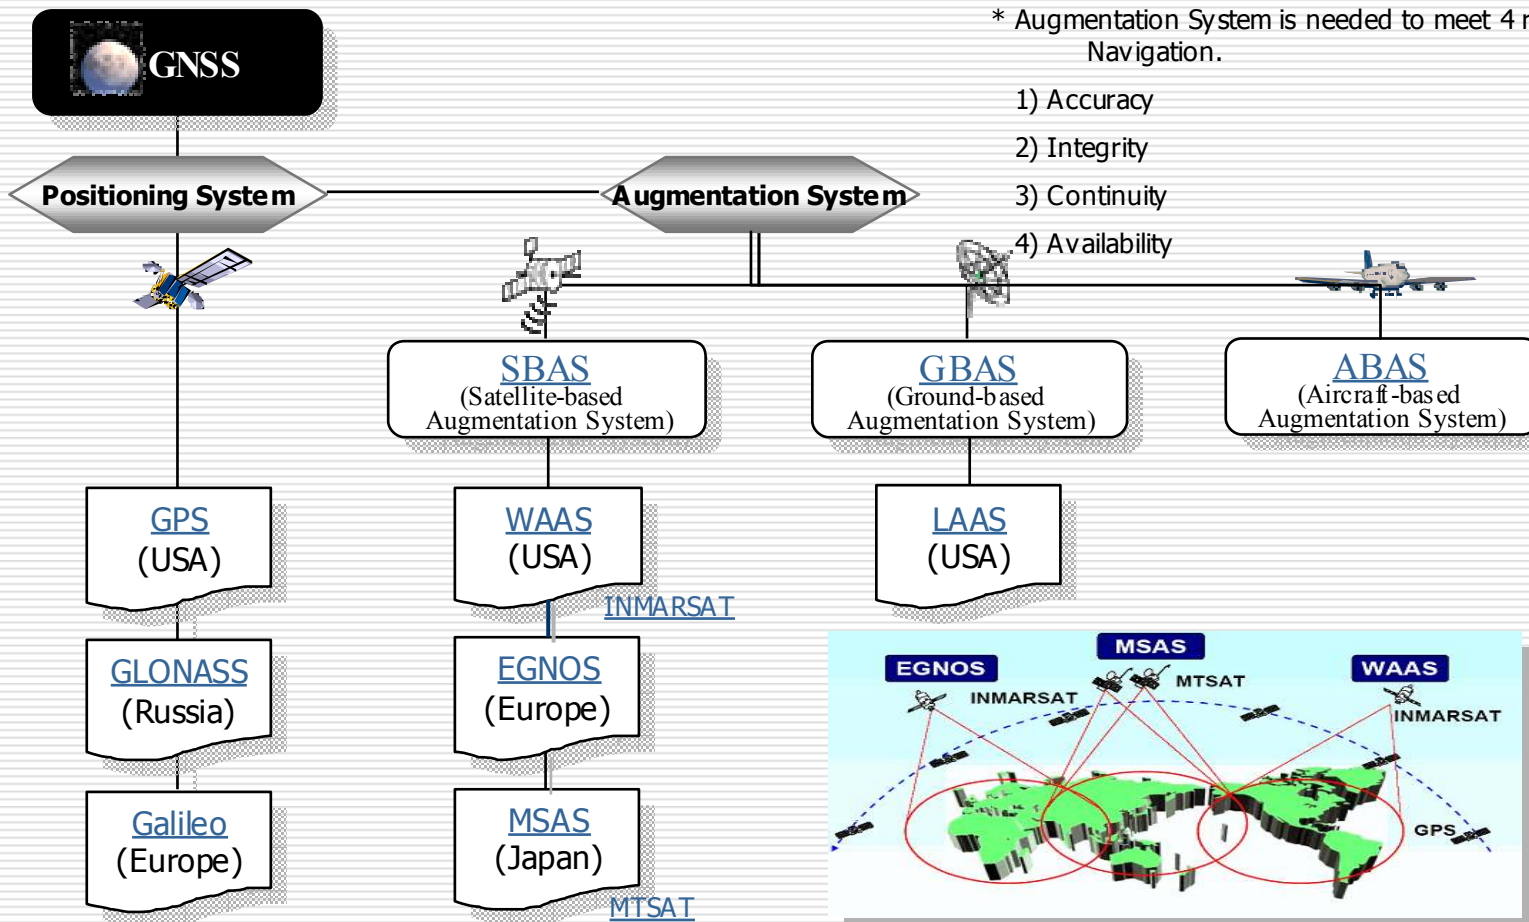 GNSS
* Augmentation System is needed to meet 4
Navigation.
1) Accuracy
2) Integrity
3) Continuity
4) Availability
Positioning System
Augmentation System
SBAS
(Satellite-based
Augmentation System)
GBAS
(Ground-based
Augmentation System)
ABAS
(Aircraft-based
Augmentation System)
GPS
(USA)
WAAS
(USA)
LAAS
(USA)
INMARSAT
GLONASS
(Russia)
EGNOS
(Europe)
Galileo
(Europe)
MSAS
(Japan)
MTSAT
MSAS
EGNOS
WAAS
INMARSAT
MTSAT
INMARSAT
GPS